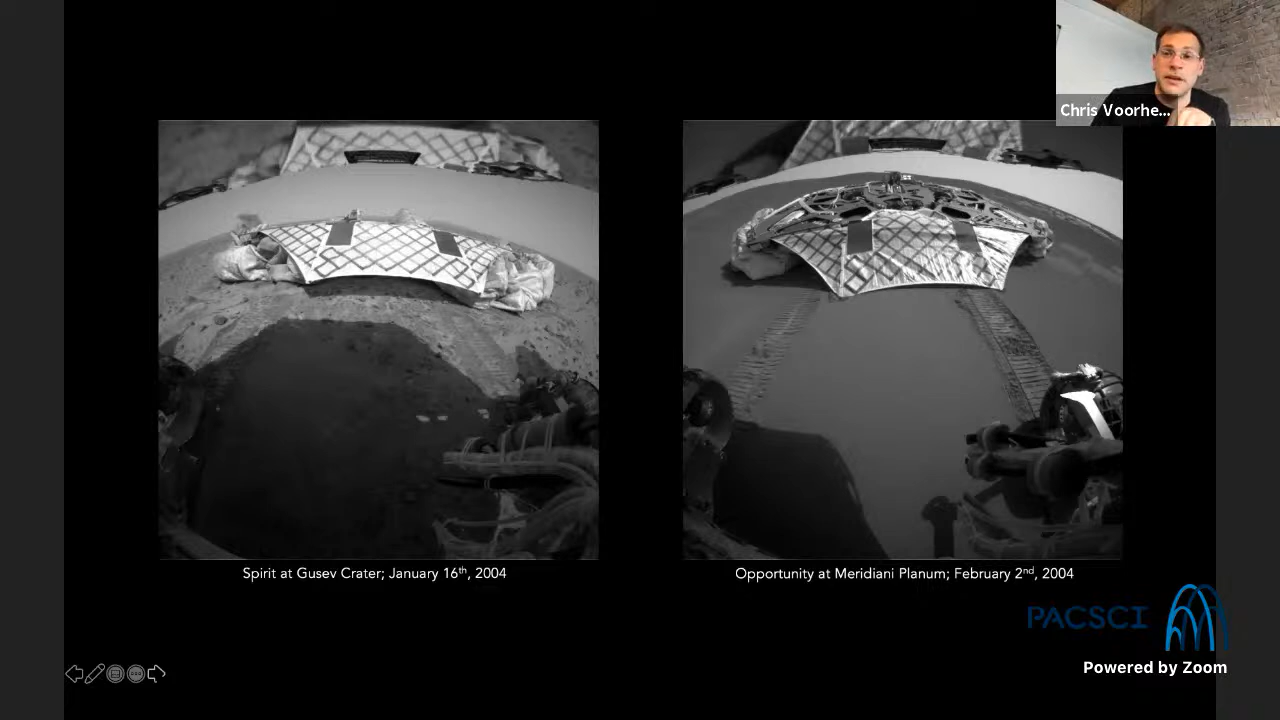 Chris Voorhe...
Spirit at Gusev Crater; January 16th, 2004
Opportunity at Meridiani Planum; February 2nd, 2004
PACSCI
Powered by Zoom